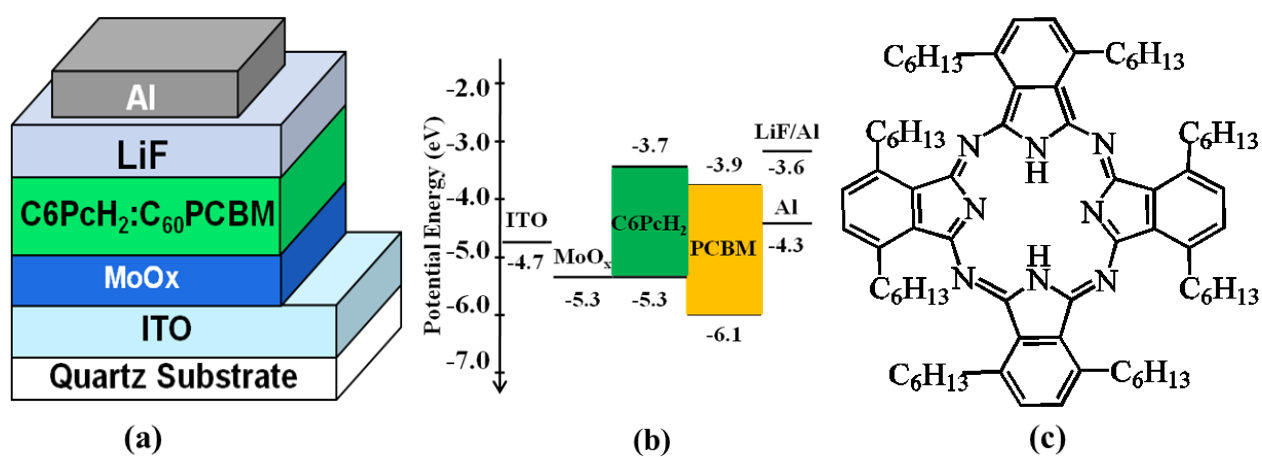 Al
LiF
C6PcH₂:C₆₀PCBM
MoOx
ITO
Quartz Substrate
(a)
Potential Energy (eV)
-2.0
-3.0
-4.0
-5.0
-6.0
-7.0
ITO
-4.7
MoOₓ
-5.3
-3.7
C6PcH₂
-5.3
-3.9
PCBM
-6.1
LiF/Al
-3.6
Al
-4.3
(b)
C₆H₁₃ C₆H₁₃
C₆H₁₃ C₆H₁₃
N N
N
H
N N
H
N N N
C₆H₁₃ C₆H₁₃
C₆H₁₃ C₆H₁₃
(c)